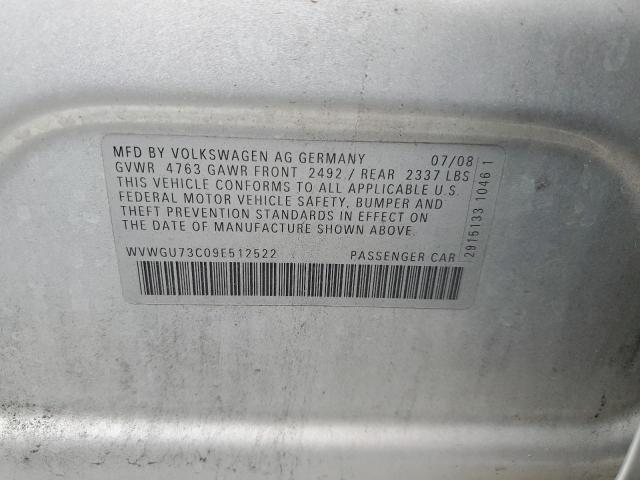 MFD BY VOLKSWAGEN AG GERMANY 07/08
GVWR 4763 GAWR FRONT 2492 / REAR 2337 LBS
THIS VEHICLE CONFORMS TO ALL APPLICABLE U.S.
FEDERAL MOTOR VEHICLE SAFETY, BUMPER AND
THEFT PREVENTION STANDARDS IN EFFECT ON
THE DATE OF MANUFACTURE SHOWN ABOVE.
WVWGU73C09E512522 PASSENGER CAR
2915133 1046 1